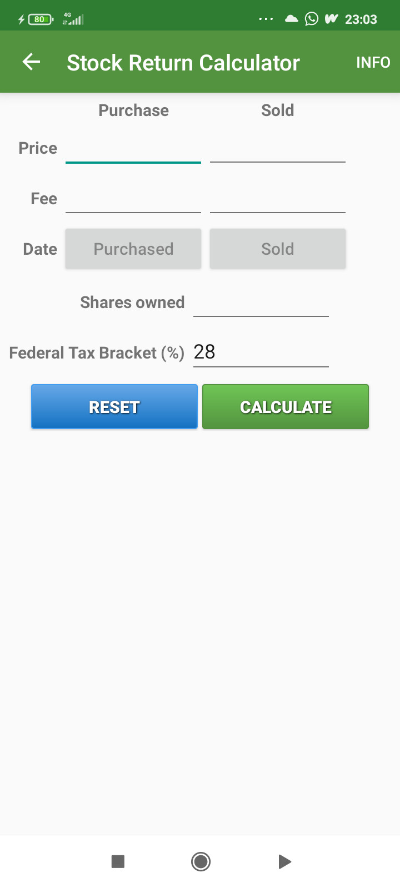 80 4G 23:03
Stock Return Calculator INFO
Purchase Sold
Price
Fee
Date Purchased Sold
Shares owned
Federal Tax Bracket (%) 28
RESET CALCULATE